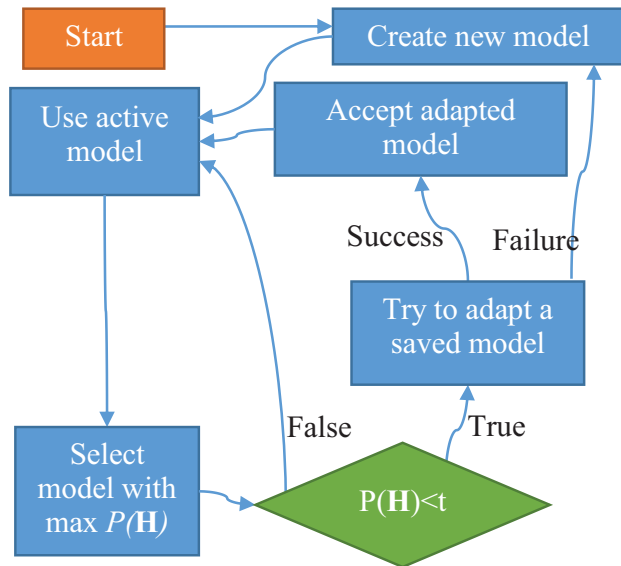 Start
Create new model
Use active
model
Accept adapted
model
Success
Failure
Try to adapt a
saved model
False
True
Select
model with
max P(H)
P(H)<t